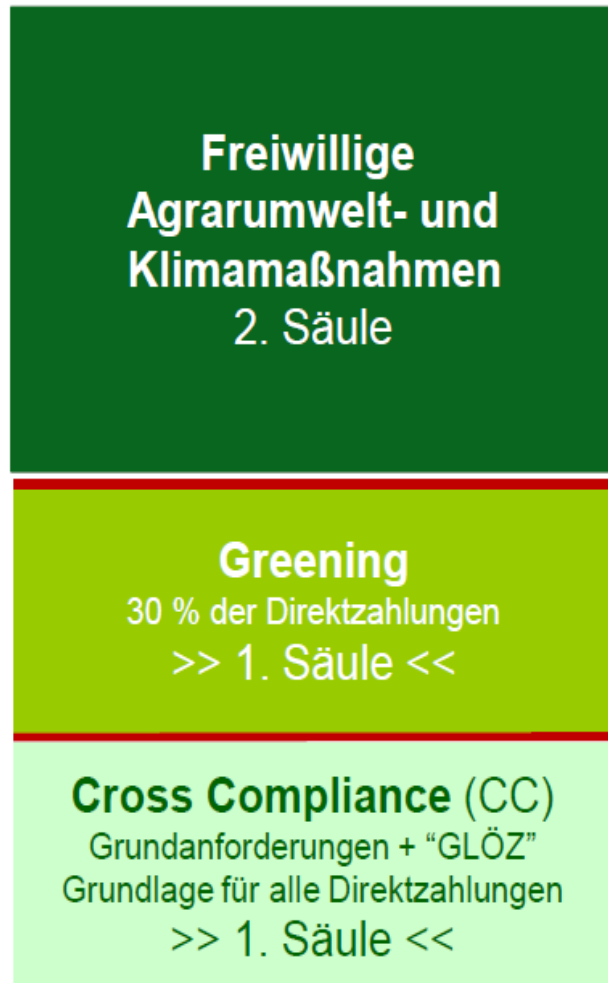 Freiwillige
Agrarumwelt- und
Klimamaßnahmen
2. Säule
Greening
30 % der Direktzahlungen
>> 1. Säule <<
Cross Compliance (CC)
Grundanforderungen + “GLÖZ”
Grundlage für alle Direktzahlungen
>> 1. Säule <<